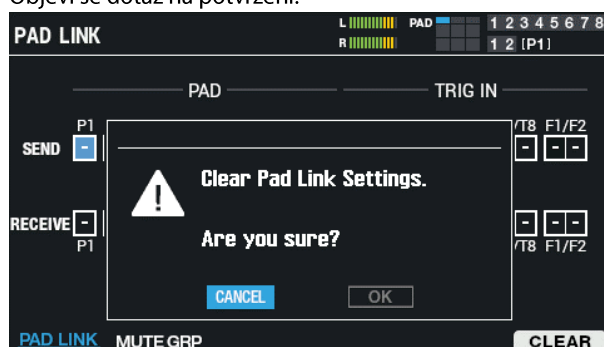 Objeví se dotaz na potvrzení.
PAD LINK L R PAD 1 2 3 4 5 6 7 8
1 2 [P1]
PAD TRIG IN
P1 /T8 F1/F2
SEND - - - -
Clear Pad Link Settings.
Are you sure?
RECEIVE - - - -
P1 /T8 F1/F2
CANCEL OK
PAD LINK MUTE GRP CLEAR